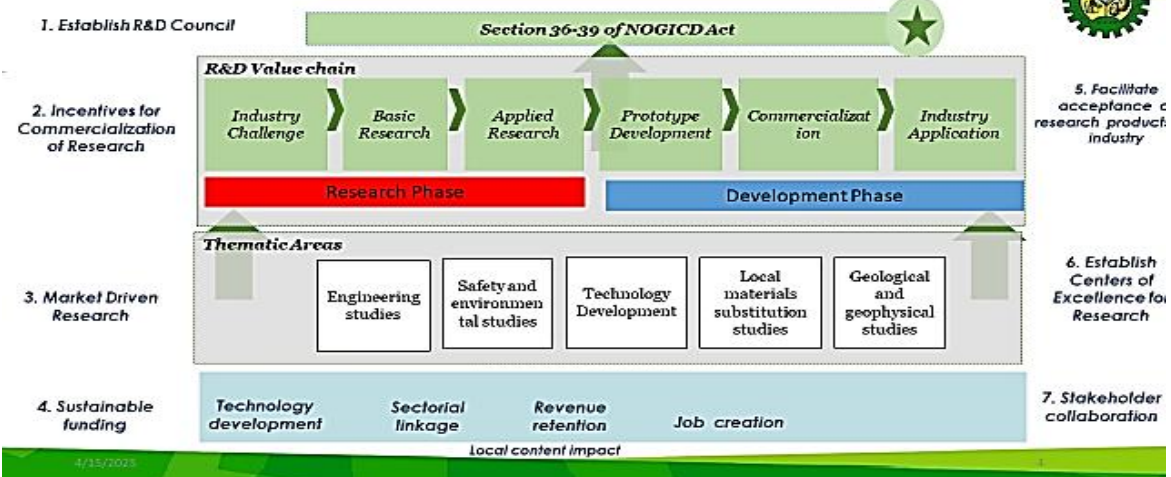 1. Establish R&D Council
Section 36-39 of NOGICD Act
R&D Value chain
2. Incentives for
Commercialization
of Research
Industry
Challenge
Basic
Research
Applied
Research
Prototype
Development
Commercializat
ion
Industry
Application
5. Facilitate
acceptance o
research products
industry
Research Phase
Development Phase
Thematic Areas
3. Market Driven
Research
Engineering
studies
Safety and
environmen
tal studies
Technology
Development
Local
materials
substitution
studies
Geological
and
geophysical
studies
6. Establish
Centers of
Excellence for
Research
4. Sustainable
funding
Technology
development
Sectorial
linkage
Revenue
retention
Job creation
7. Stakeholder
collaboration
Local content impact
4/15/2025